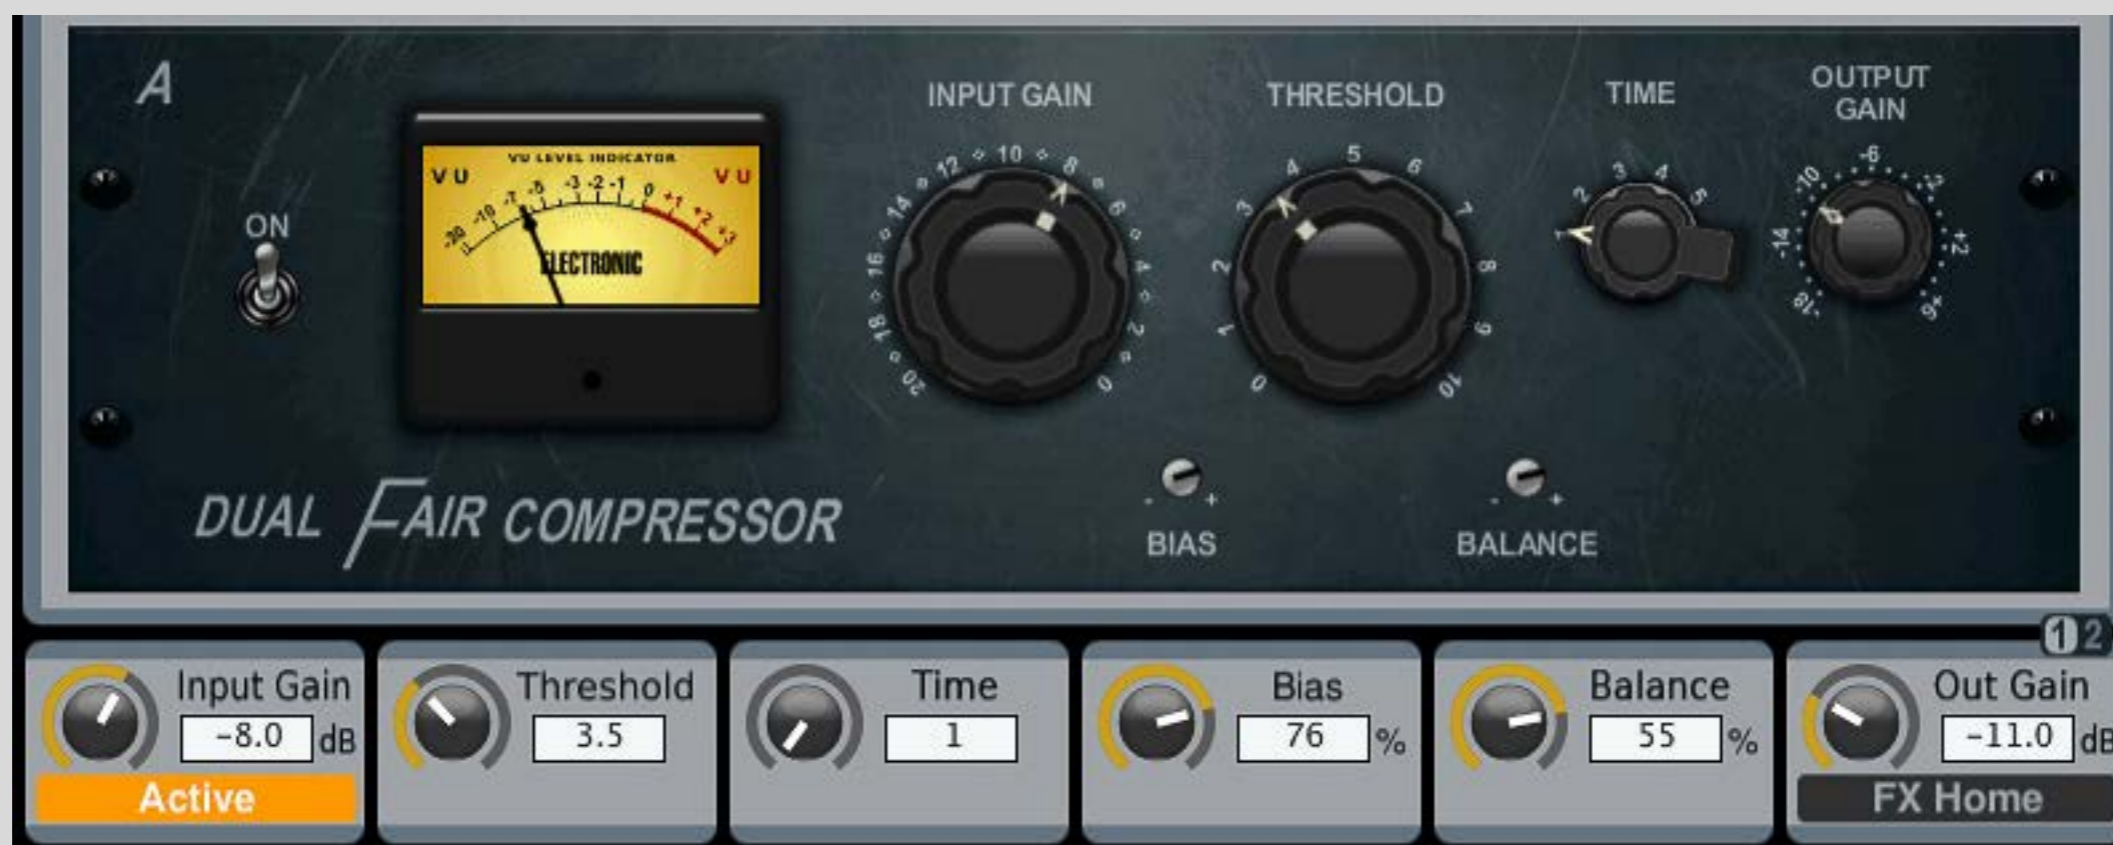 A
ON
VU LEVEL INDICATOR
VU VU
-20 -10 -7 -5 -3 -2 -1 0 +1 +2 +3
ELECTRONIC
INPUT GAIN
20 18 16 14 12 10 8 6 4 2 0
THRESHOLD
0 1 2 3 4 5 6 7 8 9 10
TIME
1 2 3 4 5
OUTPUT
GAIN
-18 -14 -10 -6 -2 +2 +6
- +
BIAS
- +
BALANCE
DUAL FAIR COMPRESSOR
1 2
Input Gain
-8.0 dB
Active
Threshold
3.5
Time
1
Bias
76 %
Balance
55 %
Out Gain
-11.0 dB
FX Home